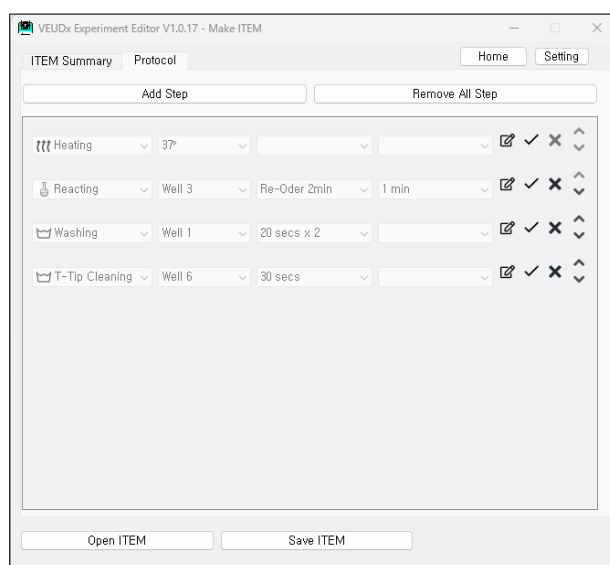 VEUDx Experiment Editor V1.0.17 - Make ITEM
ITEM Summary Protocol Home Setting
Add Step Remove All Step
Heating 37º
Reacting Well 3 Re-Oder 2min 1 min
Washing Well 1 20 secs x 2
T-Tip Cleaning Well 6 30 secs
Open ITEM Save ITEM